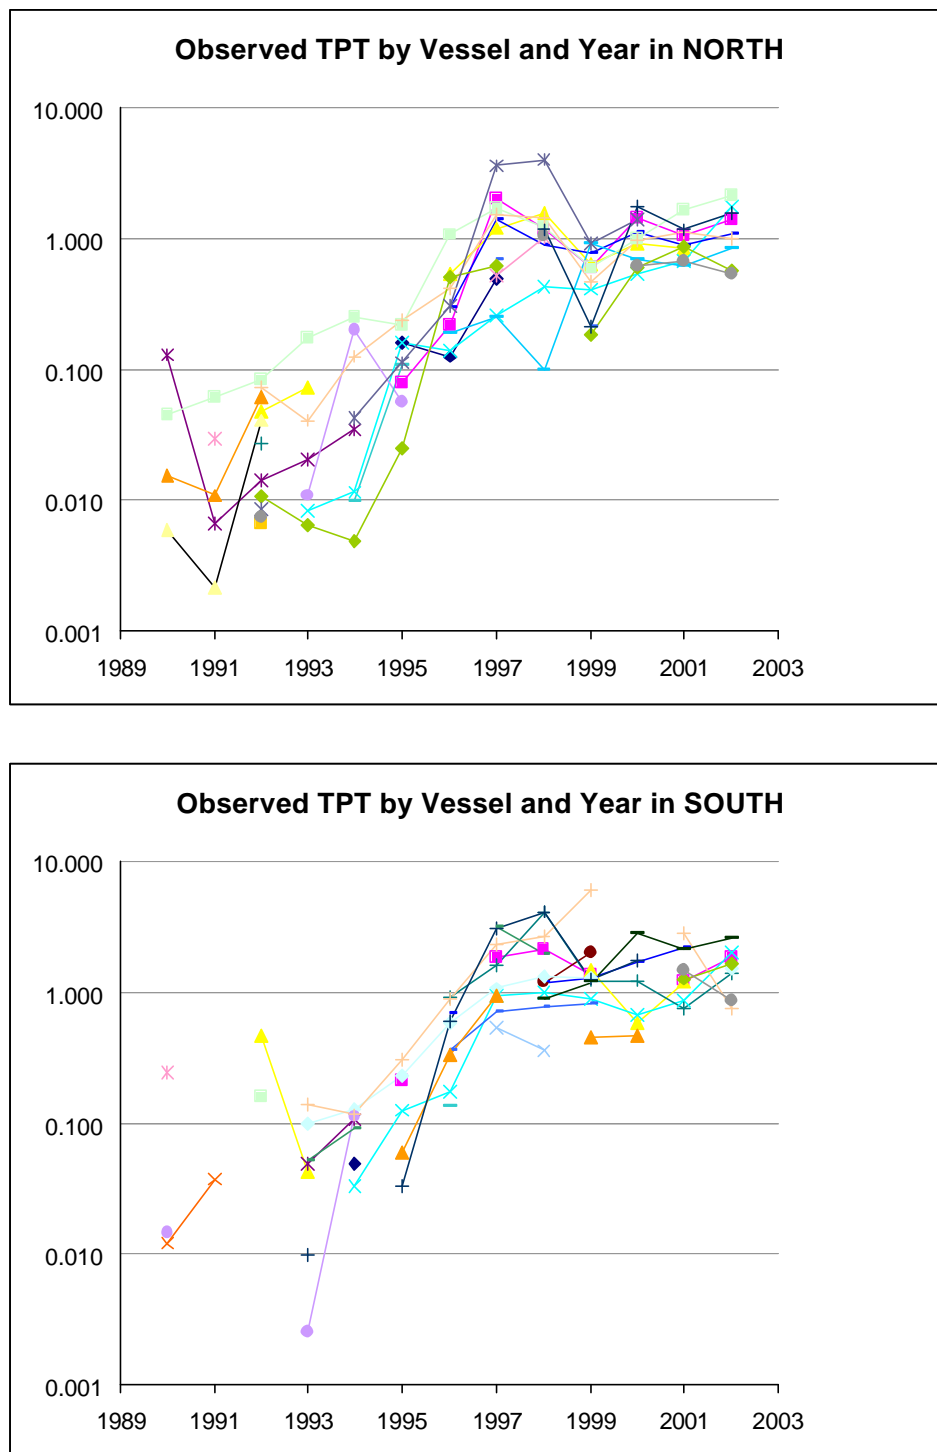 Observed TPT by Vessel and Year in NORTH
10.000
1.000
0.100
0.010
0.001
1989 1991 1993 1995 1997 1999 2001 2003
Observed TPT by Vessel and Year in SOUTH
10.000
1.000
0.100
0.010
0.001
1989 1991 1993 1995 1997 1999 2001 2003